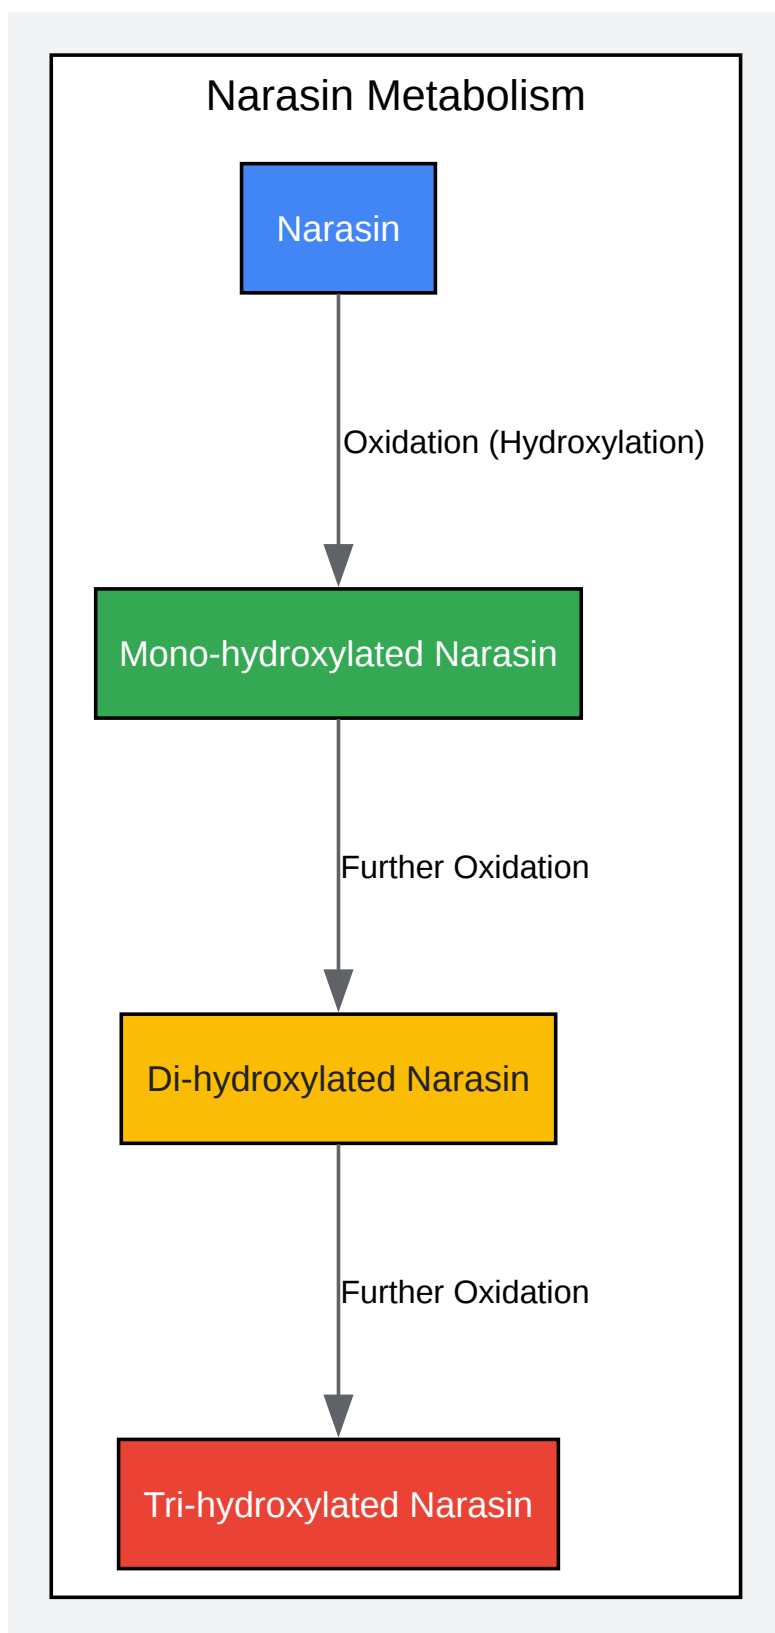 Narasin Metabolism
Narasin
Oxidation (Hydroxylation)
Mono-hydroxylated Narasin
Further Oxidation
Di-hydroxylated Narasin
Further Oxidation
Tri-hydroxylated Narasin